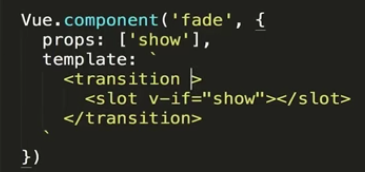 Vue.component('fade', {
  props: ['show'],
  template: `
    <transition >
      <slot v-if="show"></slot>
    </transition>
  `
})